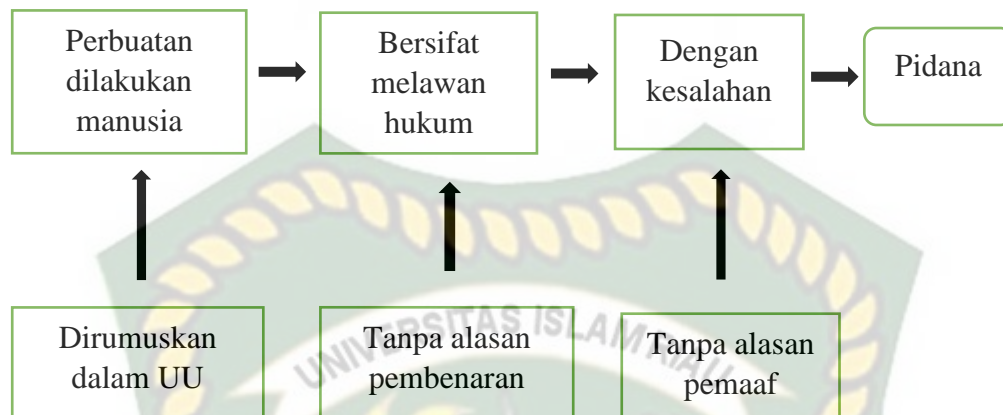 Perbuatan
dilakukan
manusia
Bersifat
melawan
hukum
Dengan
kesalahan
Pidana
Dirumuskan
dalam UU
Tanpa alasan
pembenaran
Tanpa alasan
pemaaf
UNIVERSITAS ISLAM RIAU